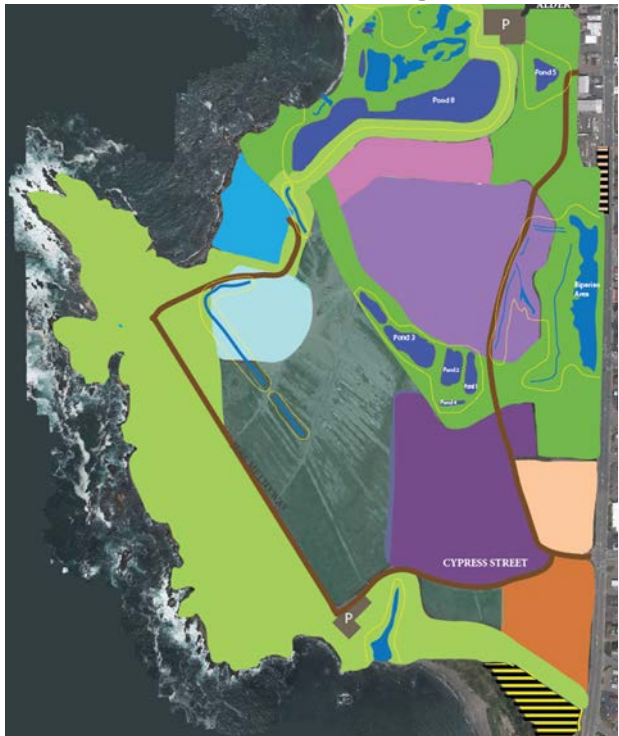 ALDER
P
Pond 5
Pond 8
Riparian
Area
Pond 3
Pond 2
Pond 1
Pond 4
CYPRESS STREET
P